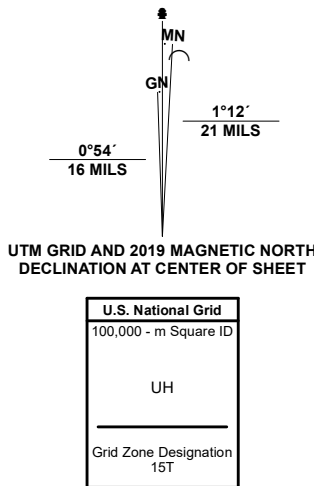 MN
GN
1°12´
21 MILS
0°54´
16 MILS
UTM GRID AND 2019 MAGNETIC NORTH
DECLINATION AT CENTER OF SHEET
U.S. National Grid
100,000 - m Square ID
UH
Grid Zone Designation
15T